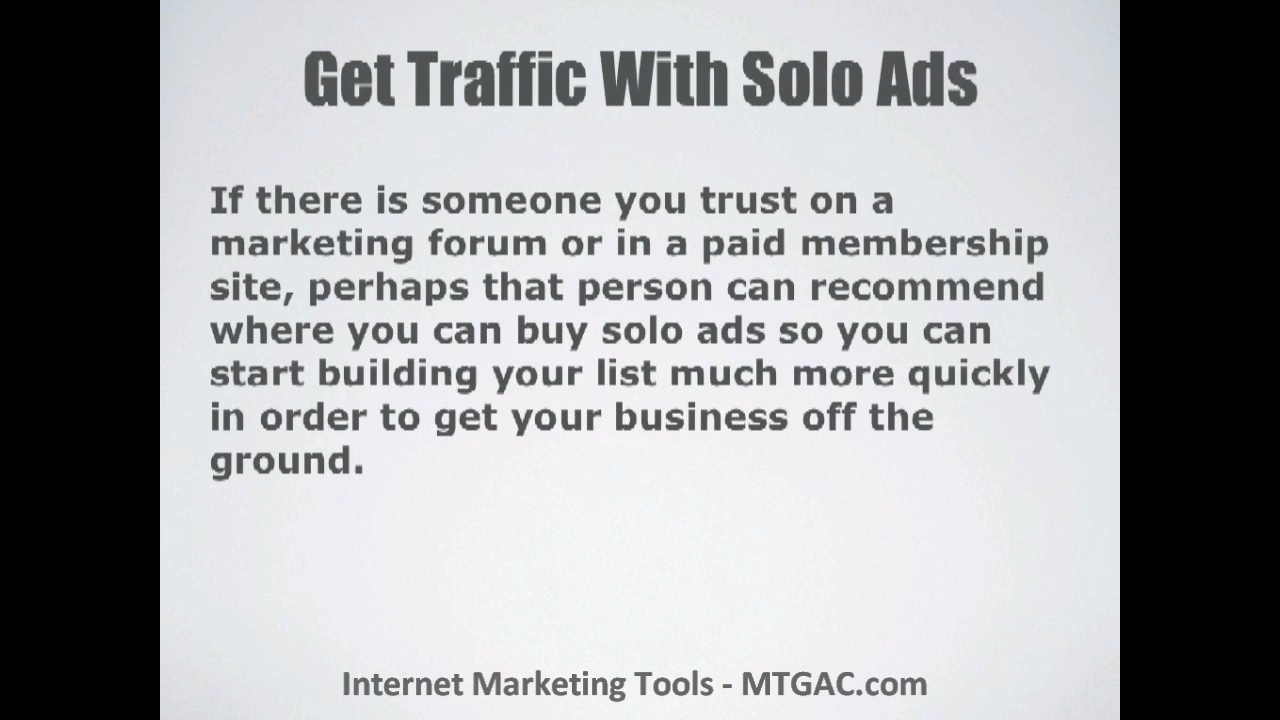 Get Traffic With Solo Ads
If there is someone you trust on a
marketing forum or in a paid membership
site, perhaps that person can recommend
where you can buy solo ads so you can
start building your list much more quickly
in order to get your business off the
ground.
Internet Marketing Tools - MTGAC.com